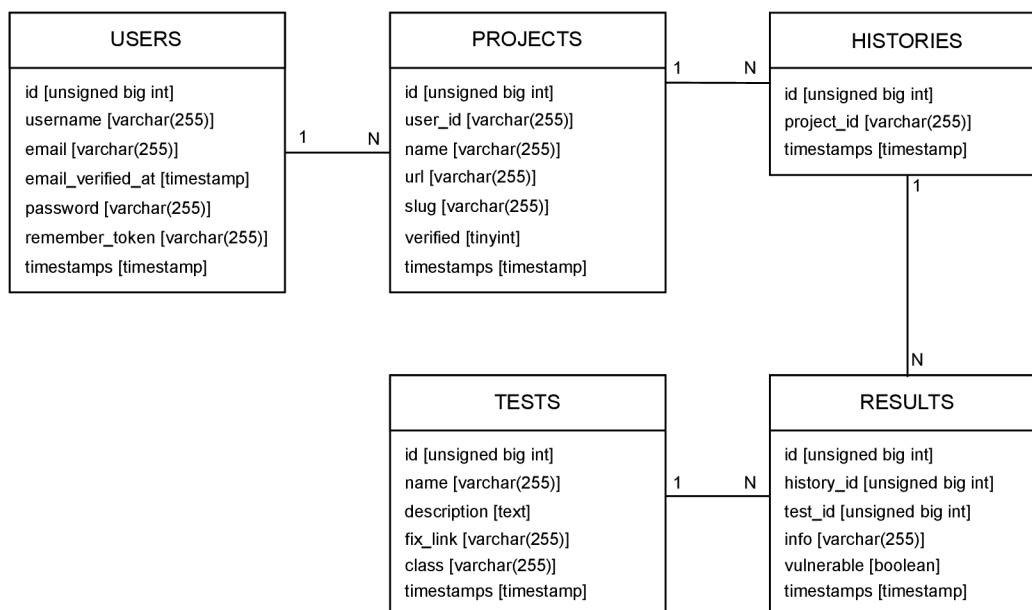 USERS
id [unsigned big int]
username [varchar(255)]
email [varchar(255)]
email_verified_at [timestamp]
password [varchar(255)]
remember_token [varchar(255)]
timestamps [timestamp]
1
N
PROJECTS
id [unsigned big int]
user_id [varchar(255)]
name [varchar(255)]
url [varchar(255)]
slug [varchar(255)]
verified [tinyint]
timestamps [timestamp]
1
N
HISTORIES
id [unsigned big int]
project_id [varchar(255)]
timestamps [timestamp]
1
N
TESTS
id [unsigned big int]
name [varchar(255)]
description [text]
fix_link [varchar(255)]
class [varchar(255)]
timestamps [timestamp]
1
N
RESULTS
id [unsigned big int]
history_id [unsigned big int]
test_id [unsigned big int]
info [varchar(255)]
vulnerable [boolean]
timestamps [timestamp]